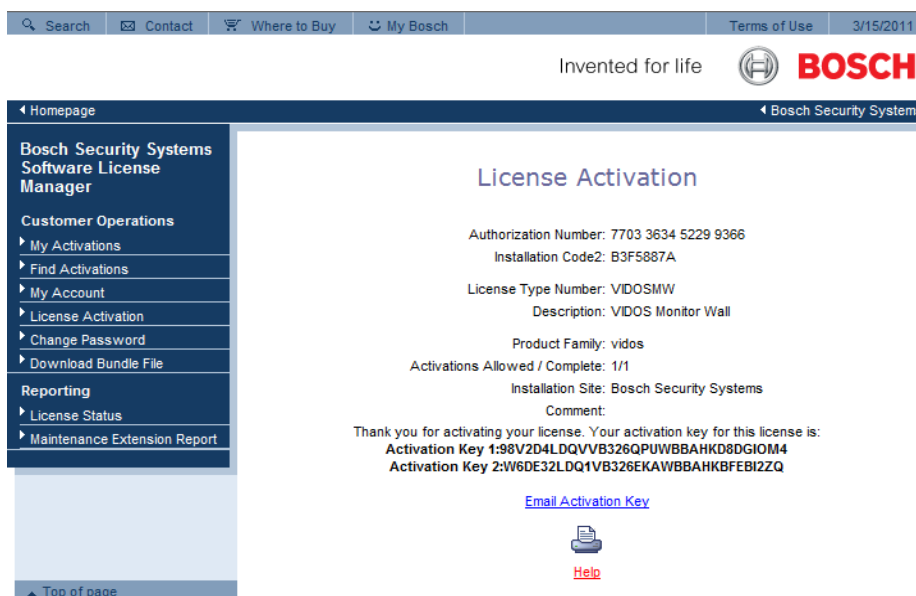 Search Contact Where to Buy My Bosch Terms of Use 3/15/2011
Invented for life BOSCH
Homepage Bosch Security System
Bosch Security Systems
Software License
Manager
Customer Operations
My Activations
Find Activations
My Account
License Activation
Change Password
Download Bundle File
Reporting
License Status
Maintenance Extension Report
Top of page
License Activation
Authorization Number: 7703 3634 5229 9366
Installation Code2: B3F5887A
License Type Number: VIDOSMW
Description: VIDOS Monitor Wall
Product Family: vidos
Activations Allowed / Complete: 1/1
Installation Site: Bosch Security Systems
Comment:
Thank you for activating your license. Your activation key for this license is:
Activation Key 1:98V2D4LDQVVB326QPUWBBAHKD8DGIOM4
Activation Key 2:W6DE32LDQ1VB326EKAWBBAHKBFEBI2ZQ
Email Activation Key
Help